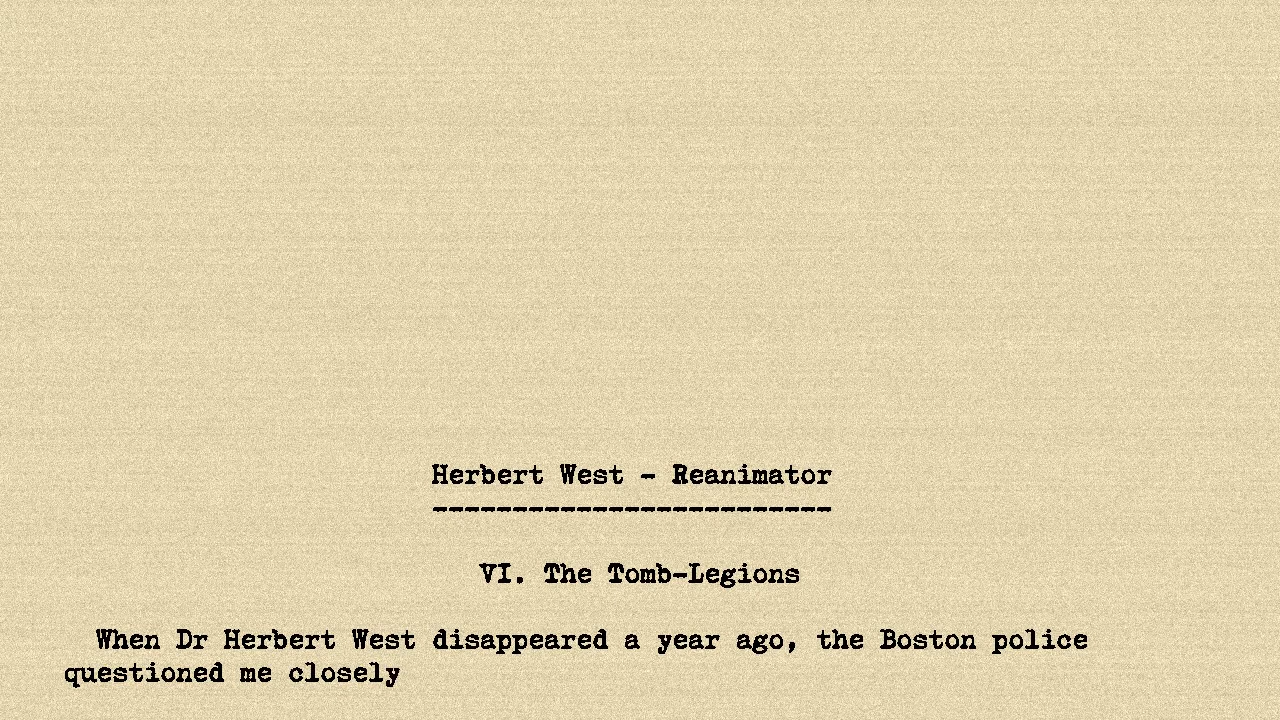 Herbert West - Reanimator
-------------------------
VI. The Tomb-Legions
When Dr Herbert West disappeared a year ago, the Boston police
questioned me closely